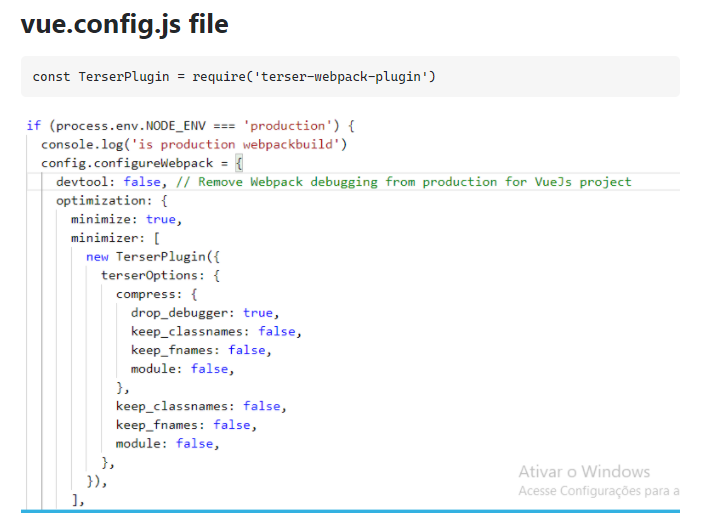 vue.config.js file
const TerserPlugin = require('terser-webpack-plugin')
if (process.env.NODE_ENV === 'production') {
console.log('is production webpackbuild')
config.configureWebpack = {
devtool: false, // Remove Webpack debugging from production for VueJs project
optimization: {
minimize: true,
minimizer: [
new TerserPlugin({
terserOptions: {
compress: {
drop_debugger: true,
keep_classnames: false,
keep_fnames: false,
module: false,
},
keep_classnames: false,
keep_fnames: false,
module: false,
},
}),
],
Ativar o Windows
Acesse Configurações para a